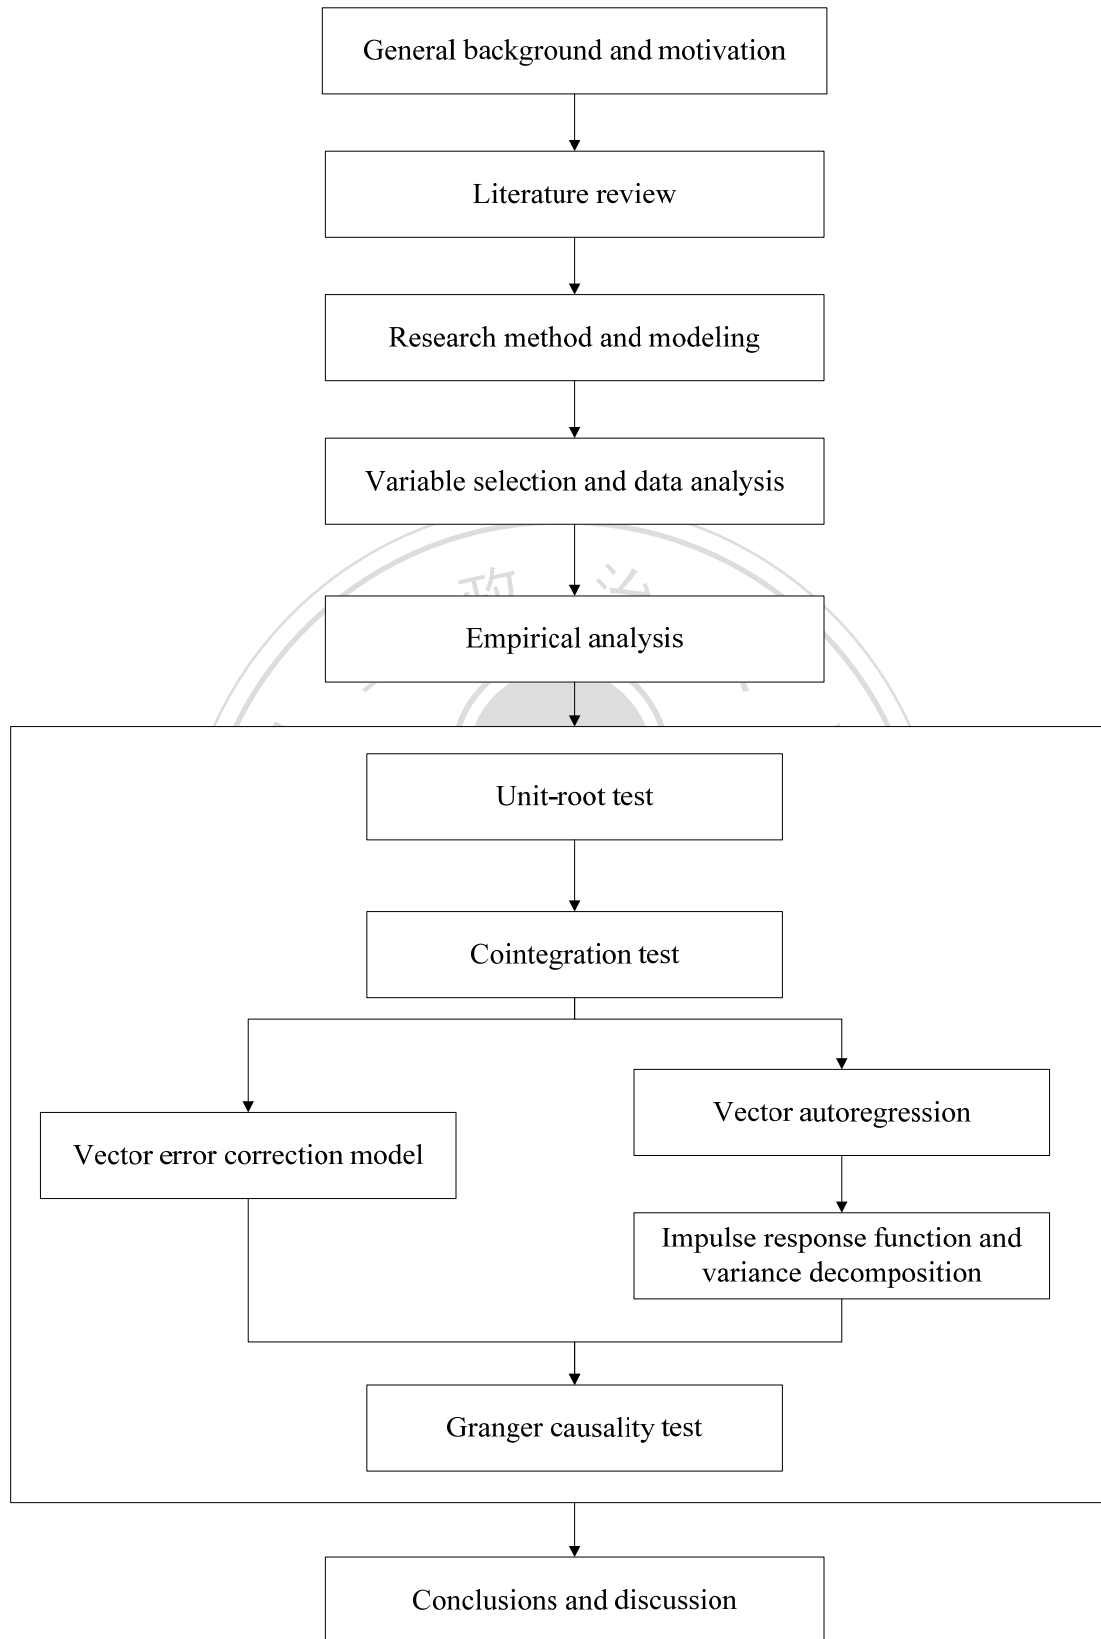 General background and motivation
Literature review
Research method and modeling
Variable selection and data analysis
政 治
Empirical analysis
Unit-root test
Cointegration test
Vector autoregression
Vector error correction model
Impulse response function and
variance decomposition
Granger causality test
Conclusions and discussion